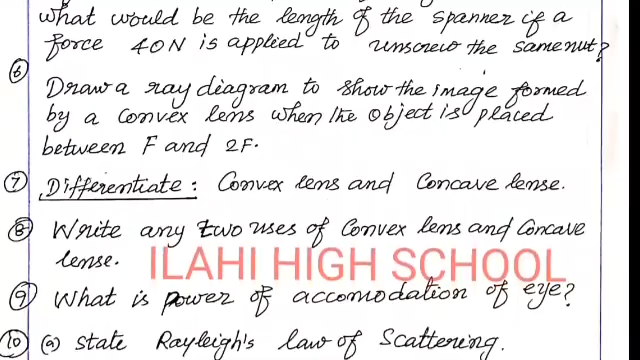 what would be the length of the spanner if a
force 40N is applied to unscrew the same nut?
⑥ Draw a ray diagram to show the image formed
by a convex lens when the object is placed
between F and 2F.
⑦ Differentiate: Convex lens and Concave lense.
⑧ Write any two uses of Convex lens and Concave
lense.
ILAHI HIGH SCHOOL
⑨ What is power of accomodation of eye?
⑩ (a) State Rayleigh's law of Scattering.